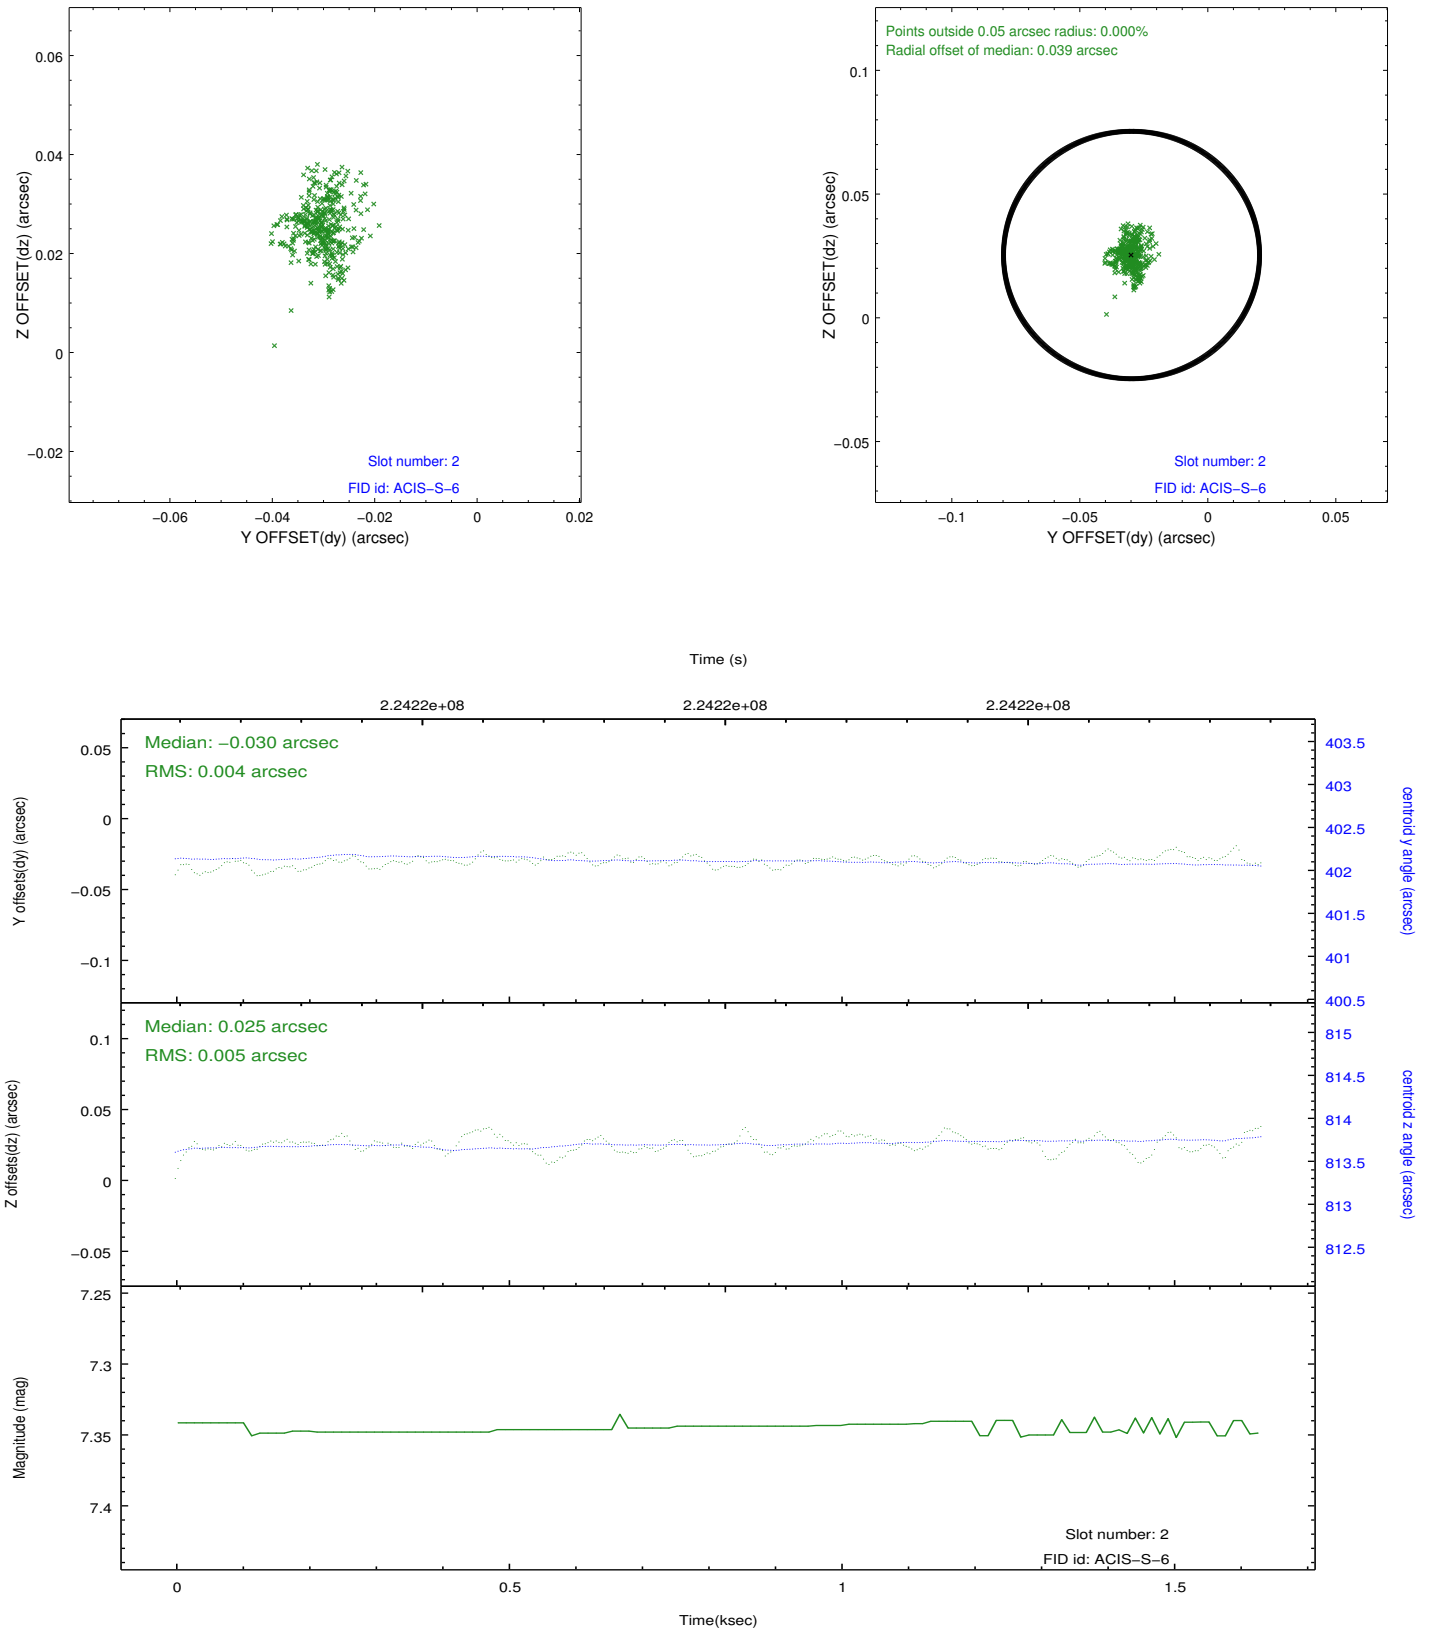 0.06
0.04
0.02
0
−0.02
Z OFFSET(dz) (arcsec)
Slot number: 2
FID id: ACIS−S−6
−0.06
−0.04
−0.02
0
0.02
Y OFFSET(dy) (arcsec)
Points outside 0.05 arcsec radius: 0.000%
Radial offset of median: 0.039 arcsec
0.1
0.05
0
−0.05
Z OFFSET(dz) (arcsec)
Slot number: 2
FID id: ACIS−S−6
−0.1
−0.05
0
0.05
Y OFFSET(dy) (arcsec)
Time (s)
2.2422e+08
2.2422e+08
2.2422e+08
Median: −0.030 arcsec
RMS: 0.004 arcsec
0.05
0
−0.05
−0.1
Y offsets(dy) (arcsec)
403.5
403
402.5
402
401.5
401
400.5
centroid y angle (arcsec)
Median: 0.025 arcsec
RMS: 0.005 arcsec
0.1
0.05
0
−0.05
Z offsets(dz) (arcsec)
815
814.5
814
813.5
813
812.5
centroid z angle (arcsec)
7.25
7.3
7.35
7.4
Magnitude (mag)
Slot number: 2
FID id: ACIS−S−6
0
0.5
1
1.5
Time(ksec)